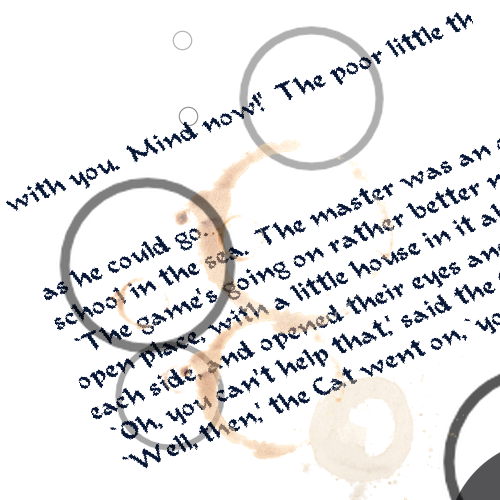 with you. Mind now!' The poor little th
as he could go...
school in the sea. The master was an
`The game's going on rather better
open place, with a little house in it
each side, and opened their eyes
`Oh, you can't help that,' said the
`Well, then,' the Cat went on, `yo